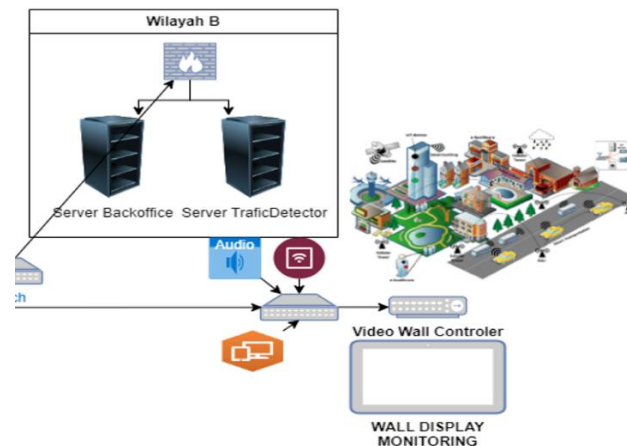 Wilayah B
Server Backoffice Server TraficDetector
Audio
ch
Video Wall Controler
WALL DISPLAY
MONITORING